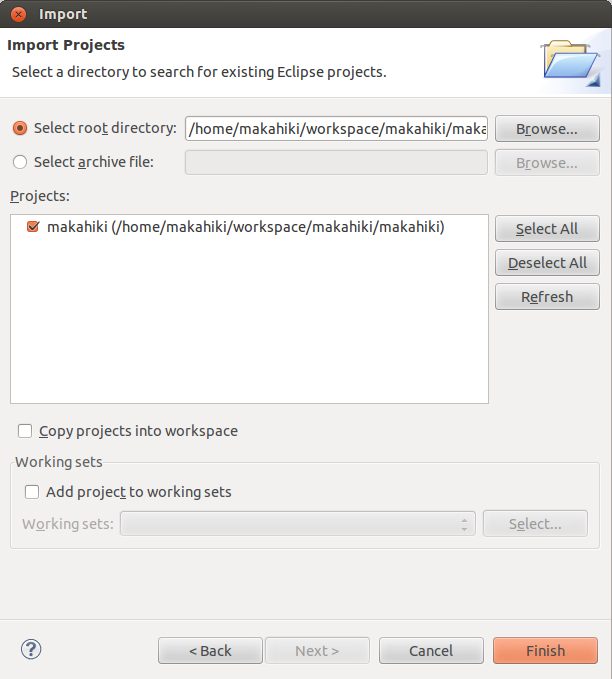 Import
Import Projects
Select a directory to search for existing Eclipse projects.
Select root directory: /home/makahiki/workspace/makahiki/maka Browse...
Select archive file: Browse...
Projects:
makahiki (/home/makahiki/workspace/makahiki/makahiki) Select All
Deselect All
Refresh
Copy projects into workspace
Working sets
Add project to working sets
Working sets: Select...
? < Back Next > Cancel Finish